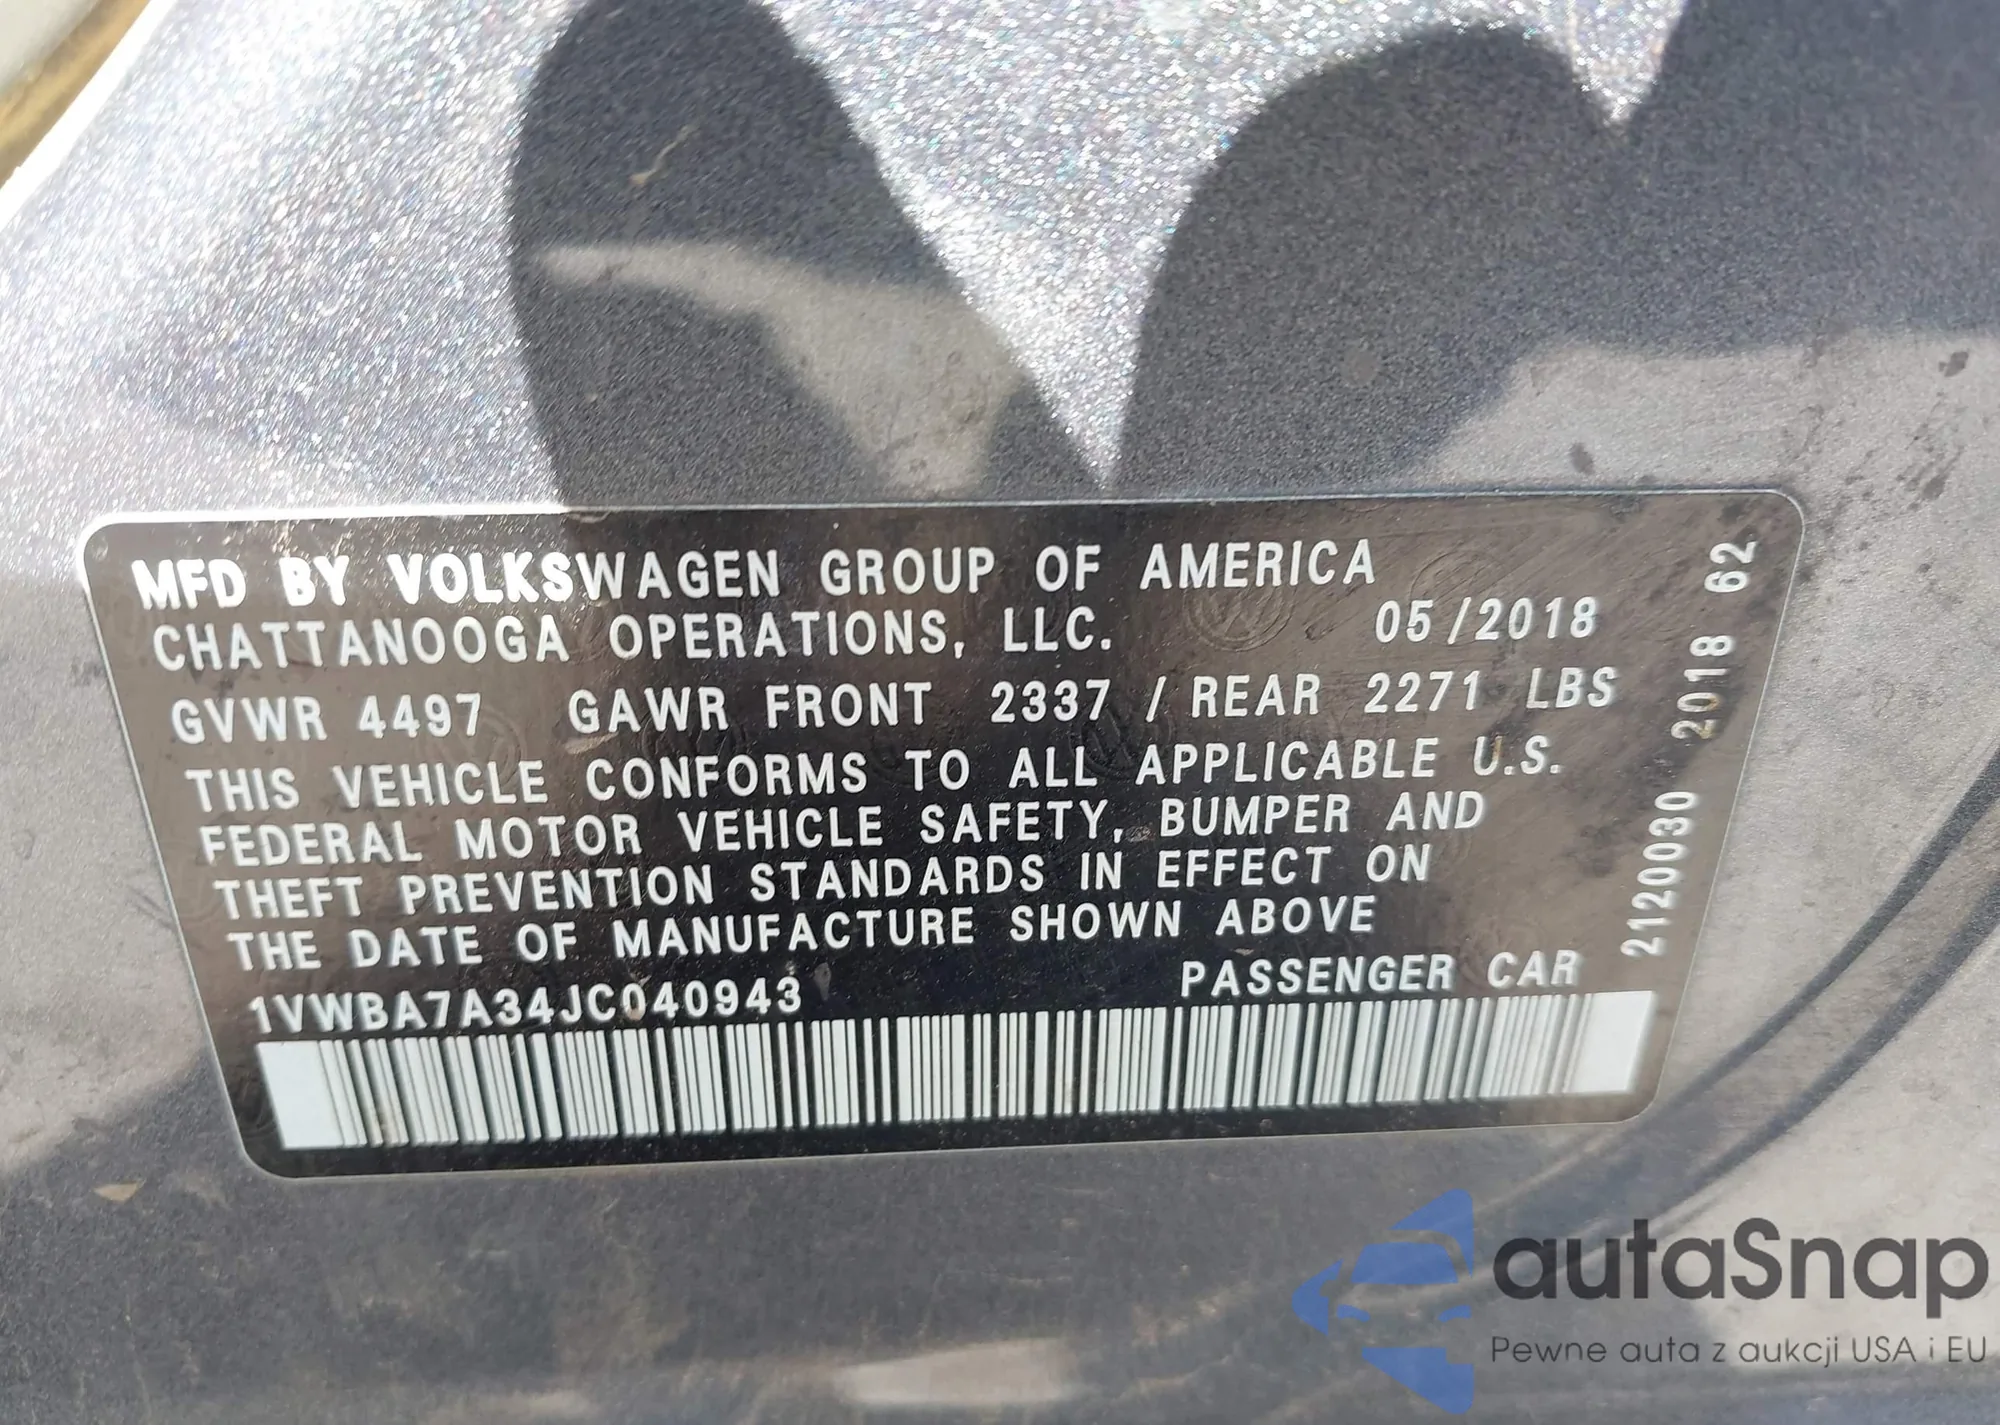 MFD BY VOLKSWAGEN GROUP OF AMERICA
CHATTANOOGA OPERATIONS, LLC. 05/2018
GVWR 4497 GAWR FRONT 2337 / REAR 2271 LBS
THIS VEHICLE CONFORMS TO ALL APPLICABLE U.S.
FEDERAL MOTOR VEHICLE SAFETY, BUMPER AND
THEFT PREVENTION STANDARDS IN EFFECT ON
THE DATE OF MANUFACTURE SHOWN ABOVE
1VWBA7A34JC040943 PASSENGER CAR
21200030 2018 62
autaSnap
Pewne auta z aukcji USA i EU